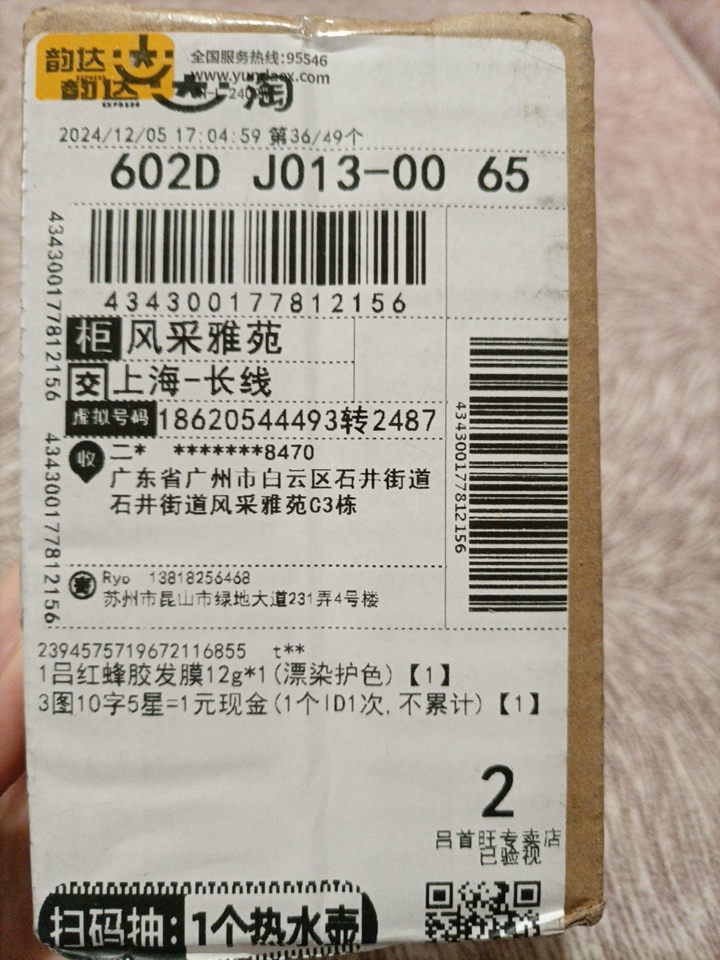 韵达
全国服务热线:95546
www.yundaex.com
韵达
EXPRESS
淘
2024/12/05 17:04:59 第36/49个
602D J013-00 65
434300177812156
434300177812156
柜 风采雅苑
交 上海-长线
虚拟号码 18620544493转2487
434300177812156
收 二* *******8470
广东省广州市白云区石井街道
石井街道风采雅苑C3栋
434300177812156
寄 Ryo 13818256468
苏州市昆山市绿地大道231弄4号楼
2394575719672116855 t**
1吕红蜂胶发膜12g*1(漂染护色)【1】
3图10字5星=1元现金(1个ID1次,不累计)【1】
2
吕首旺专卖店
已验视
扫码抽:1个热水壶